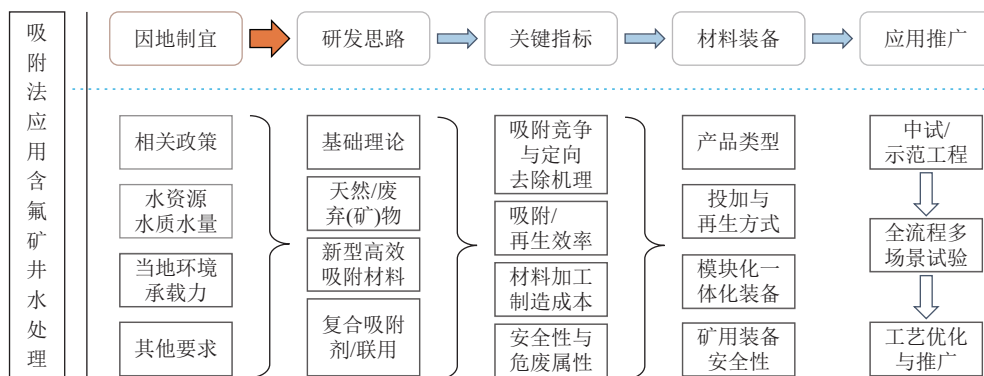 吸附法应用含氟矿井水处理
因地制宜
研发思路
关键指标
材料装备
应用推广
相关政策
水资源
水质水量
当地环境
承载力
其他要求
基础理论
天然/废
弃(矿)物
新型高效
吸附材料
复合吸附
剂/联用
吸附竞争
与定向
去除机理
吸附/
再生效率
材料加工
制造成本
安全性与
危废属性
产品类型
投加与
再生方式
模块化一
体化装备
矿用装备
安全性
中试/
示范工程
全流程多
场景试验
工艺优化
与推广